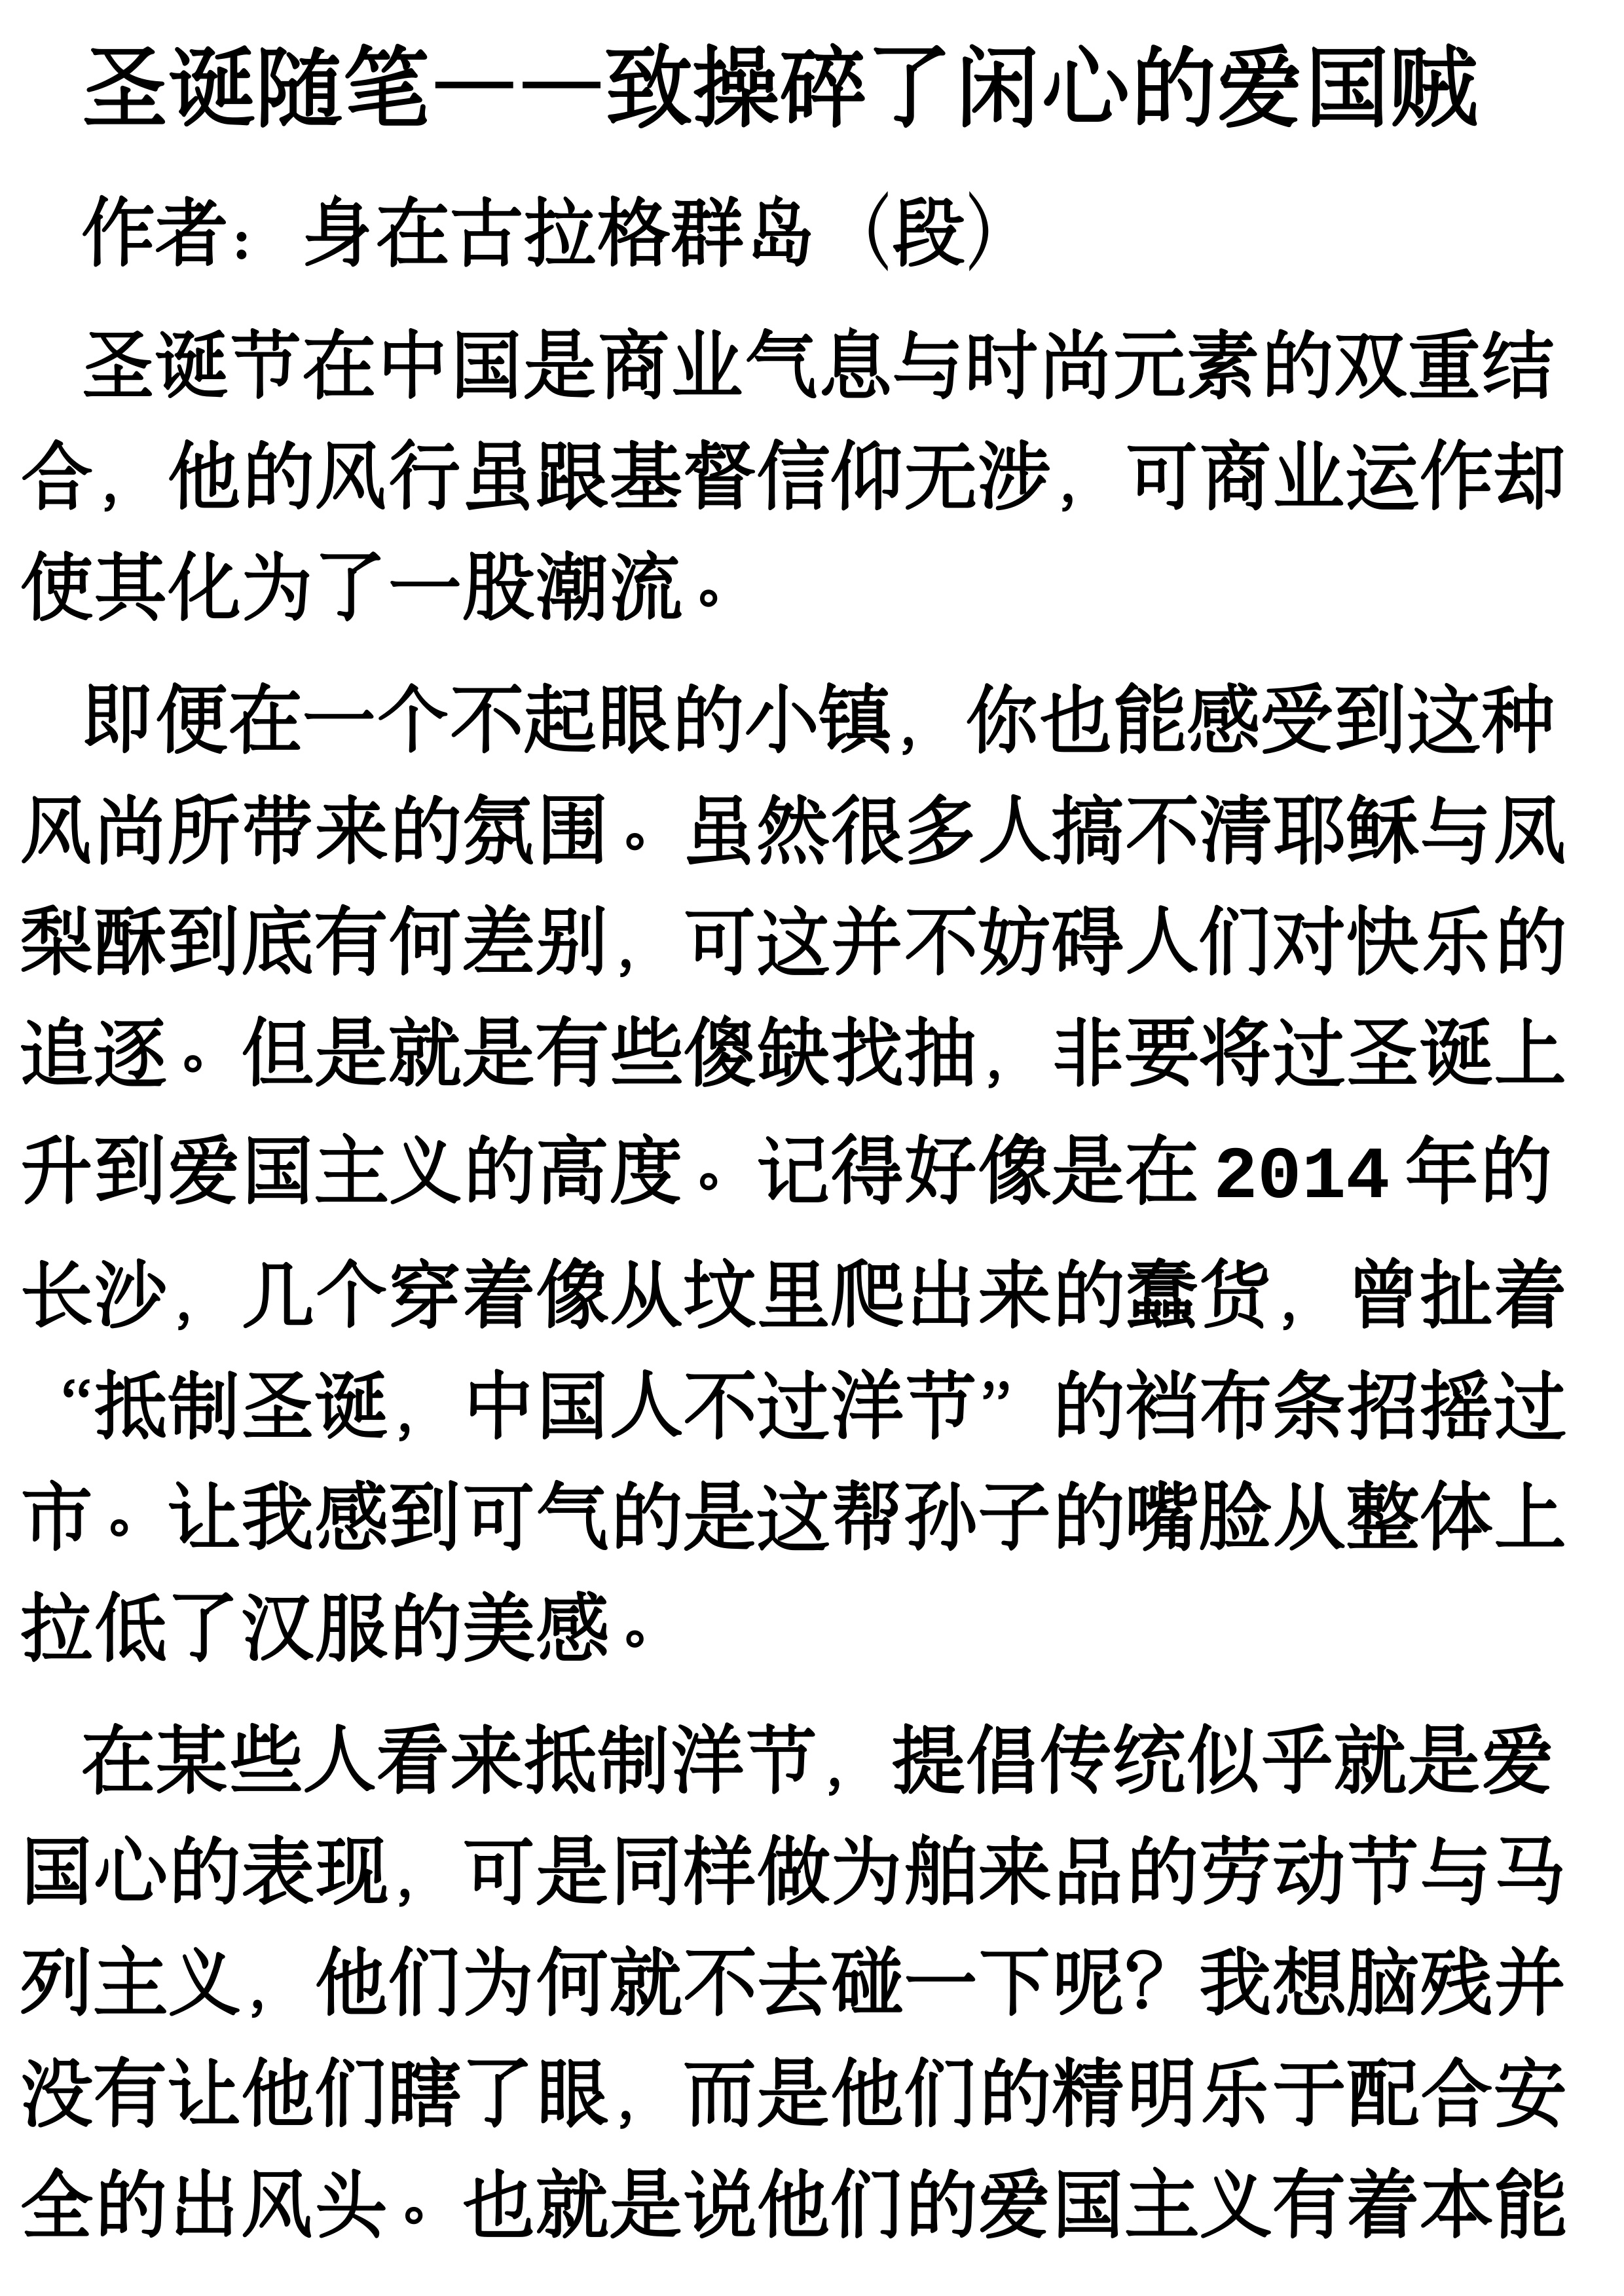 圣诞随笔——致操碎了闲心的爱国贼
作者：身在古拉格群岛（段）
圣诞节在中国是商业气息与时尚元素的双重结
合，他的风行虽跟基督信仰无涉，可商业运作却
使其化为了一股潮流。
即便在一个不起眼的小镇，你也能感受到这种
风尚所带来的氛围。虽然很多人搞不清耶稣与凤
梨酥到底有何差别，可这并不妨碍人们对快乐的
追逐。但是就是有些傻缺找抽，非要将过圣诞上
升到爱国主义的高度。记得好像是在 2014 年的
长沙，几个穿着像从坟里爬出来的蠢货，曾扯着
“抵制圣诞，中国人不过洋节”的裆布条招摇过
市。让我感到可气的是这帮孙子的嘴脸从整体上
拉低了汉服的美感。
在某些人看来抵制洋节，提倡传统似乎就是爱
国心的表现，可是同样做为舶来品的劳动节与马
列主义，他们为何就不去碰一下呢？我想脑残并
没有让他们瞎了眼，而是他们的精明乐于配合安
全的出风头。也就是说他们的爱国主义有着本能